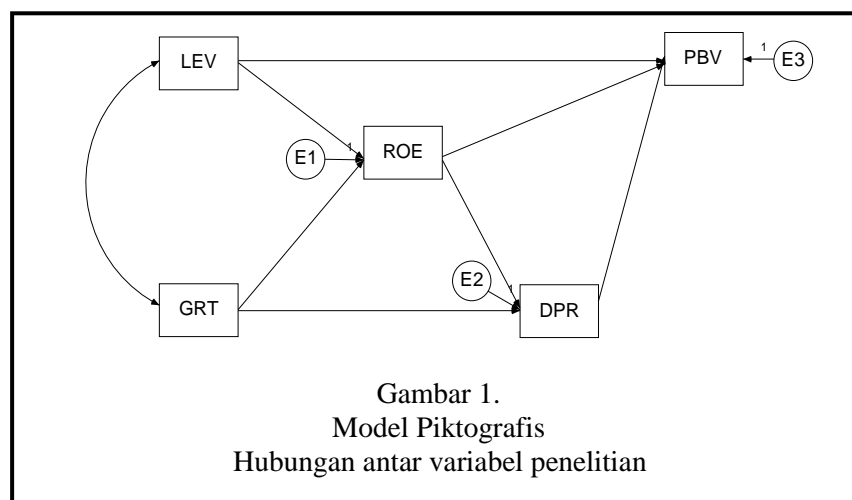 LEV
PBV
1
E3
1
E1
ROE
E2
1
GRT
DPR
Gambar 1.
Model Piktografis
Hubungan antar variabel penelitian